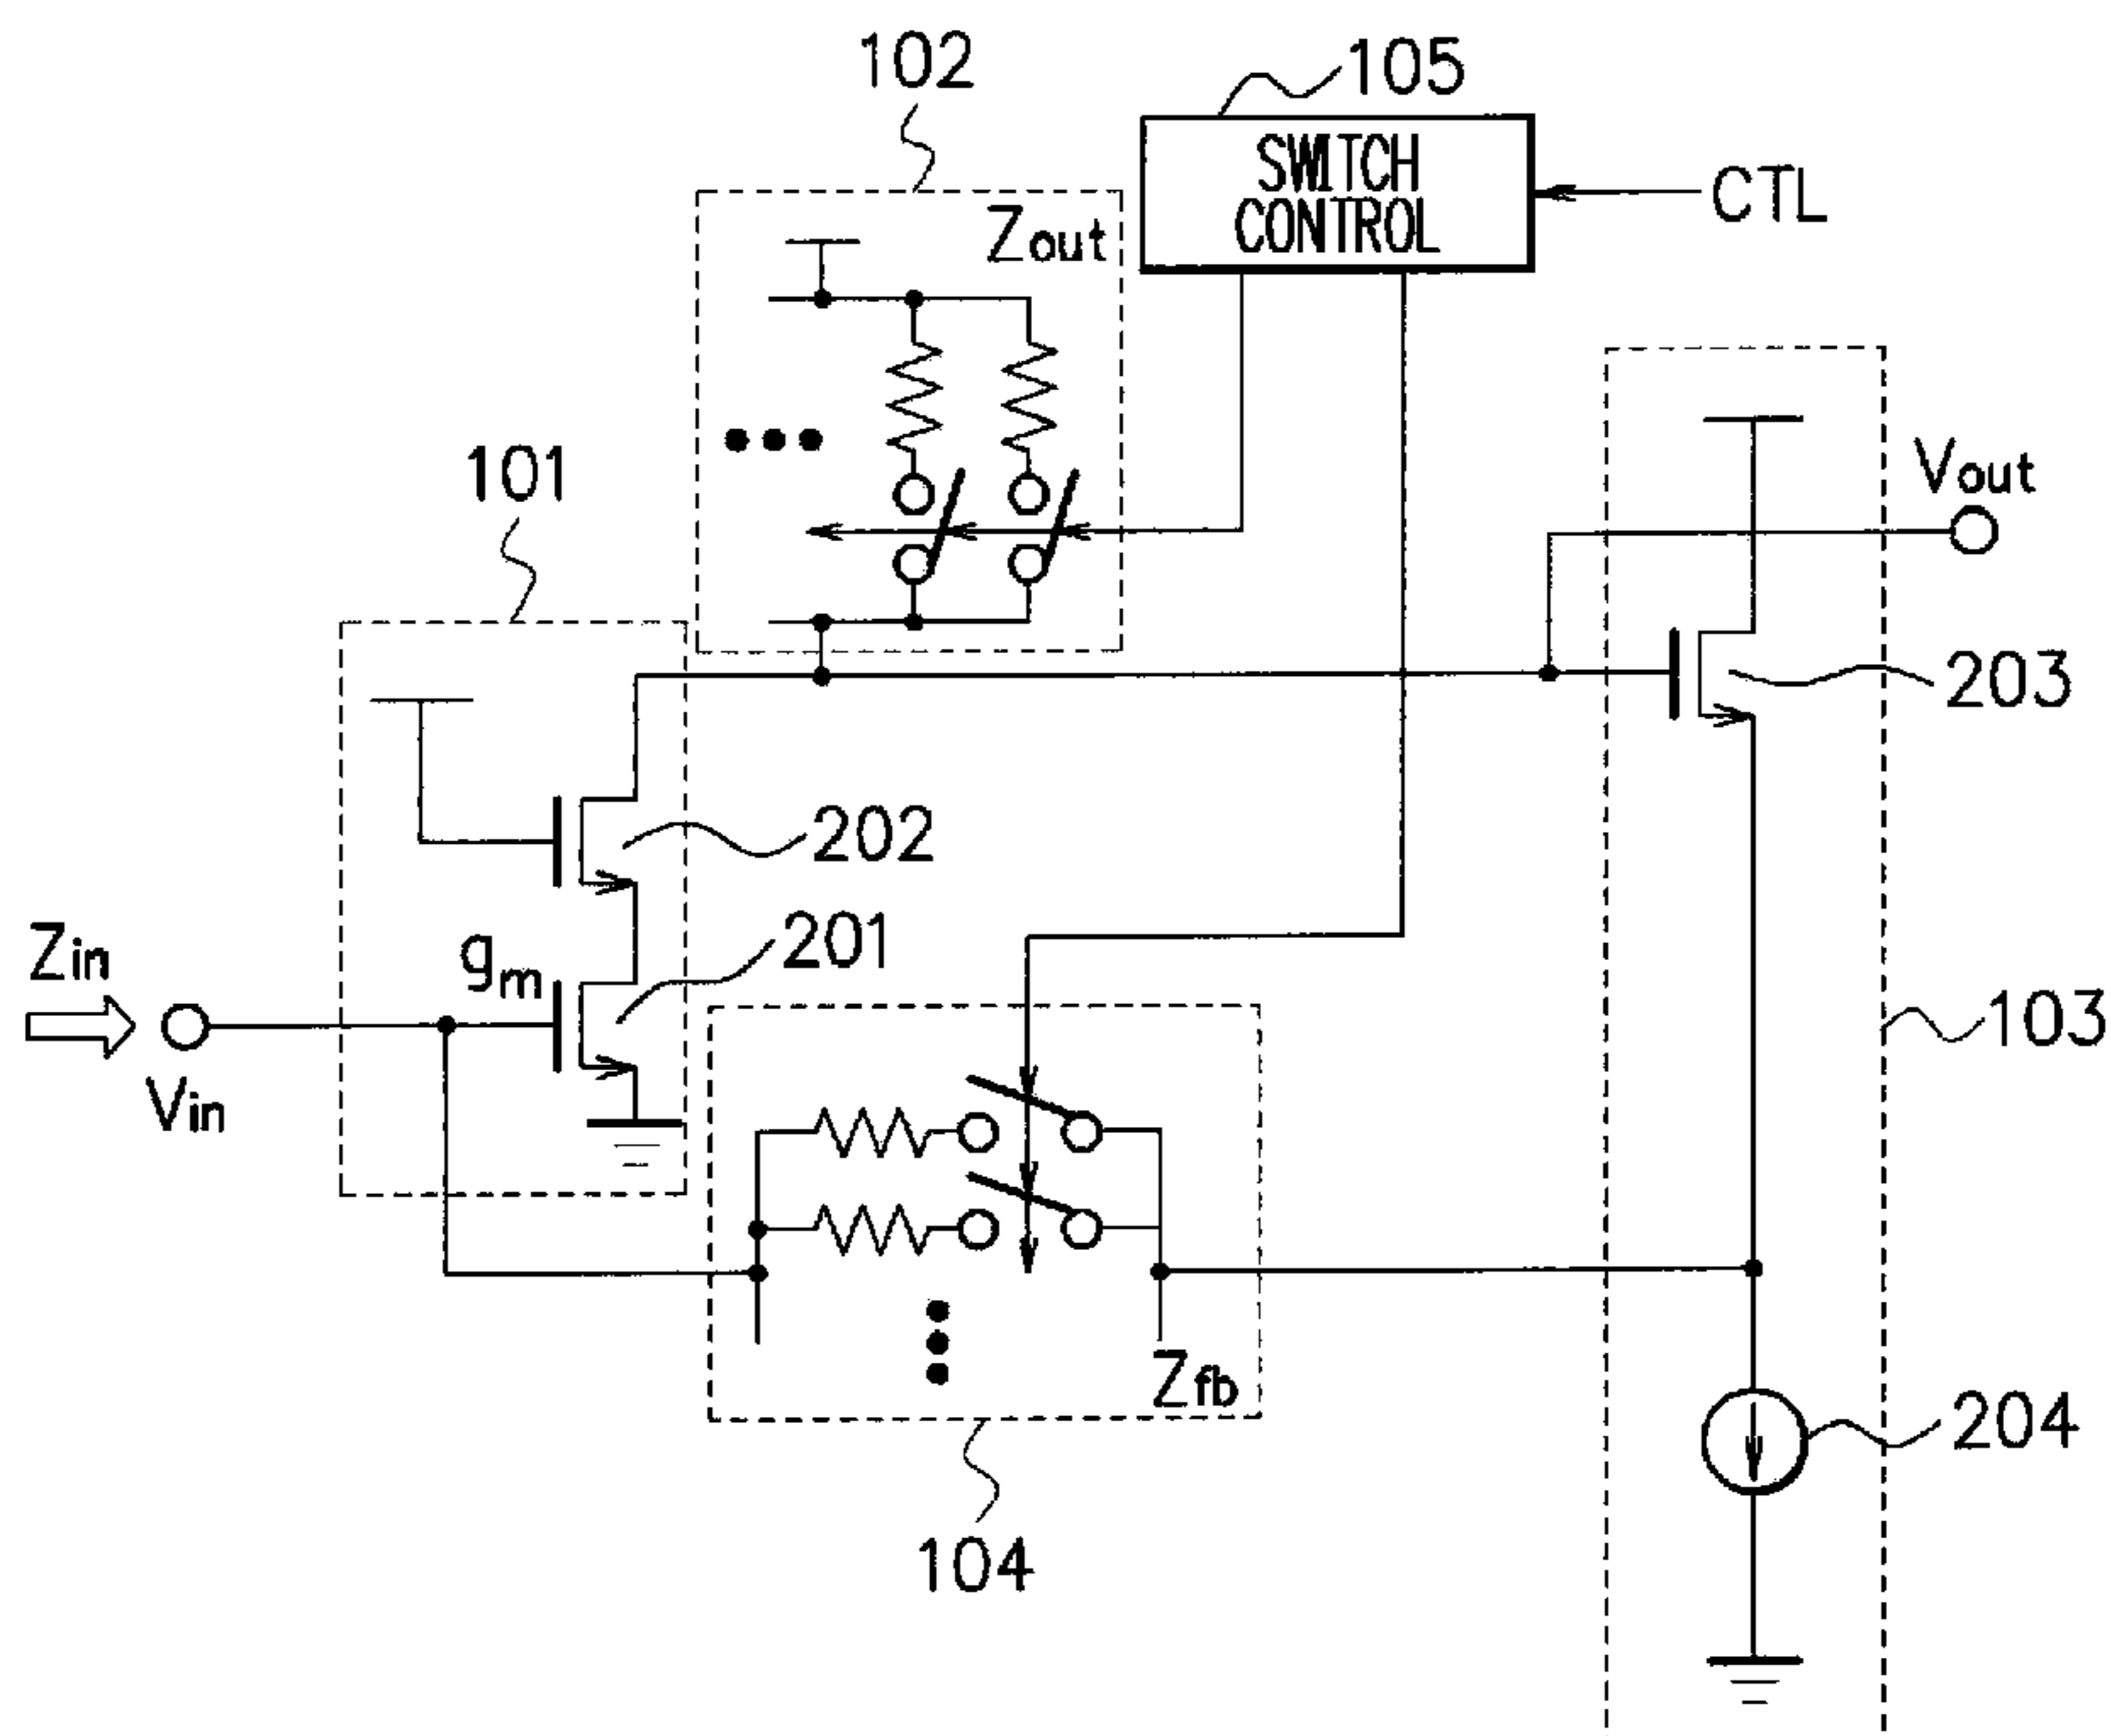 102
105
SWITCH
CONTROL
CTL
Zout
101
Vout
202
203
Zin
gm
201
Vin
103
Zfb
204
104